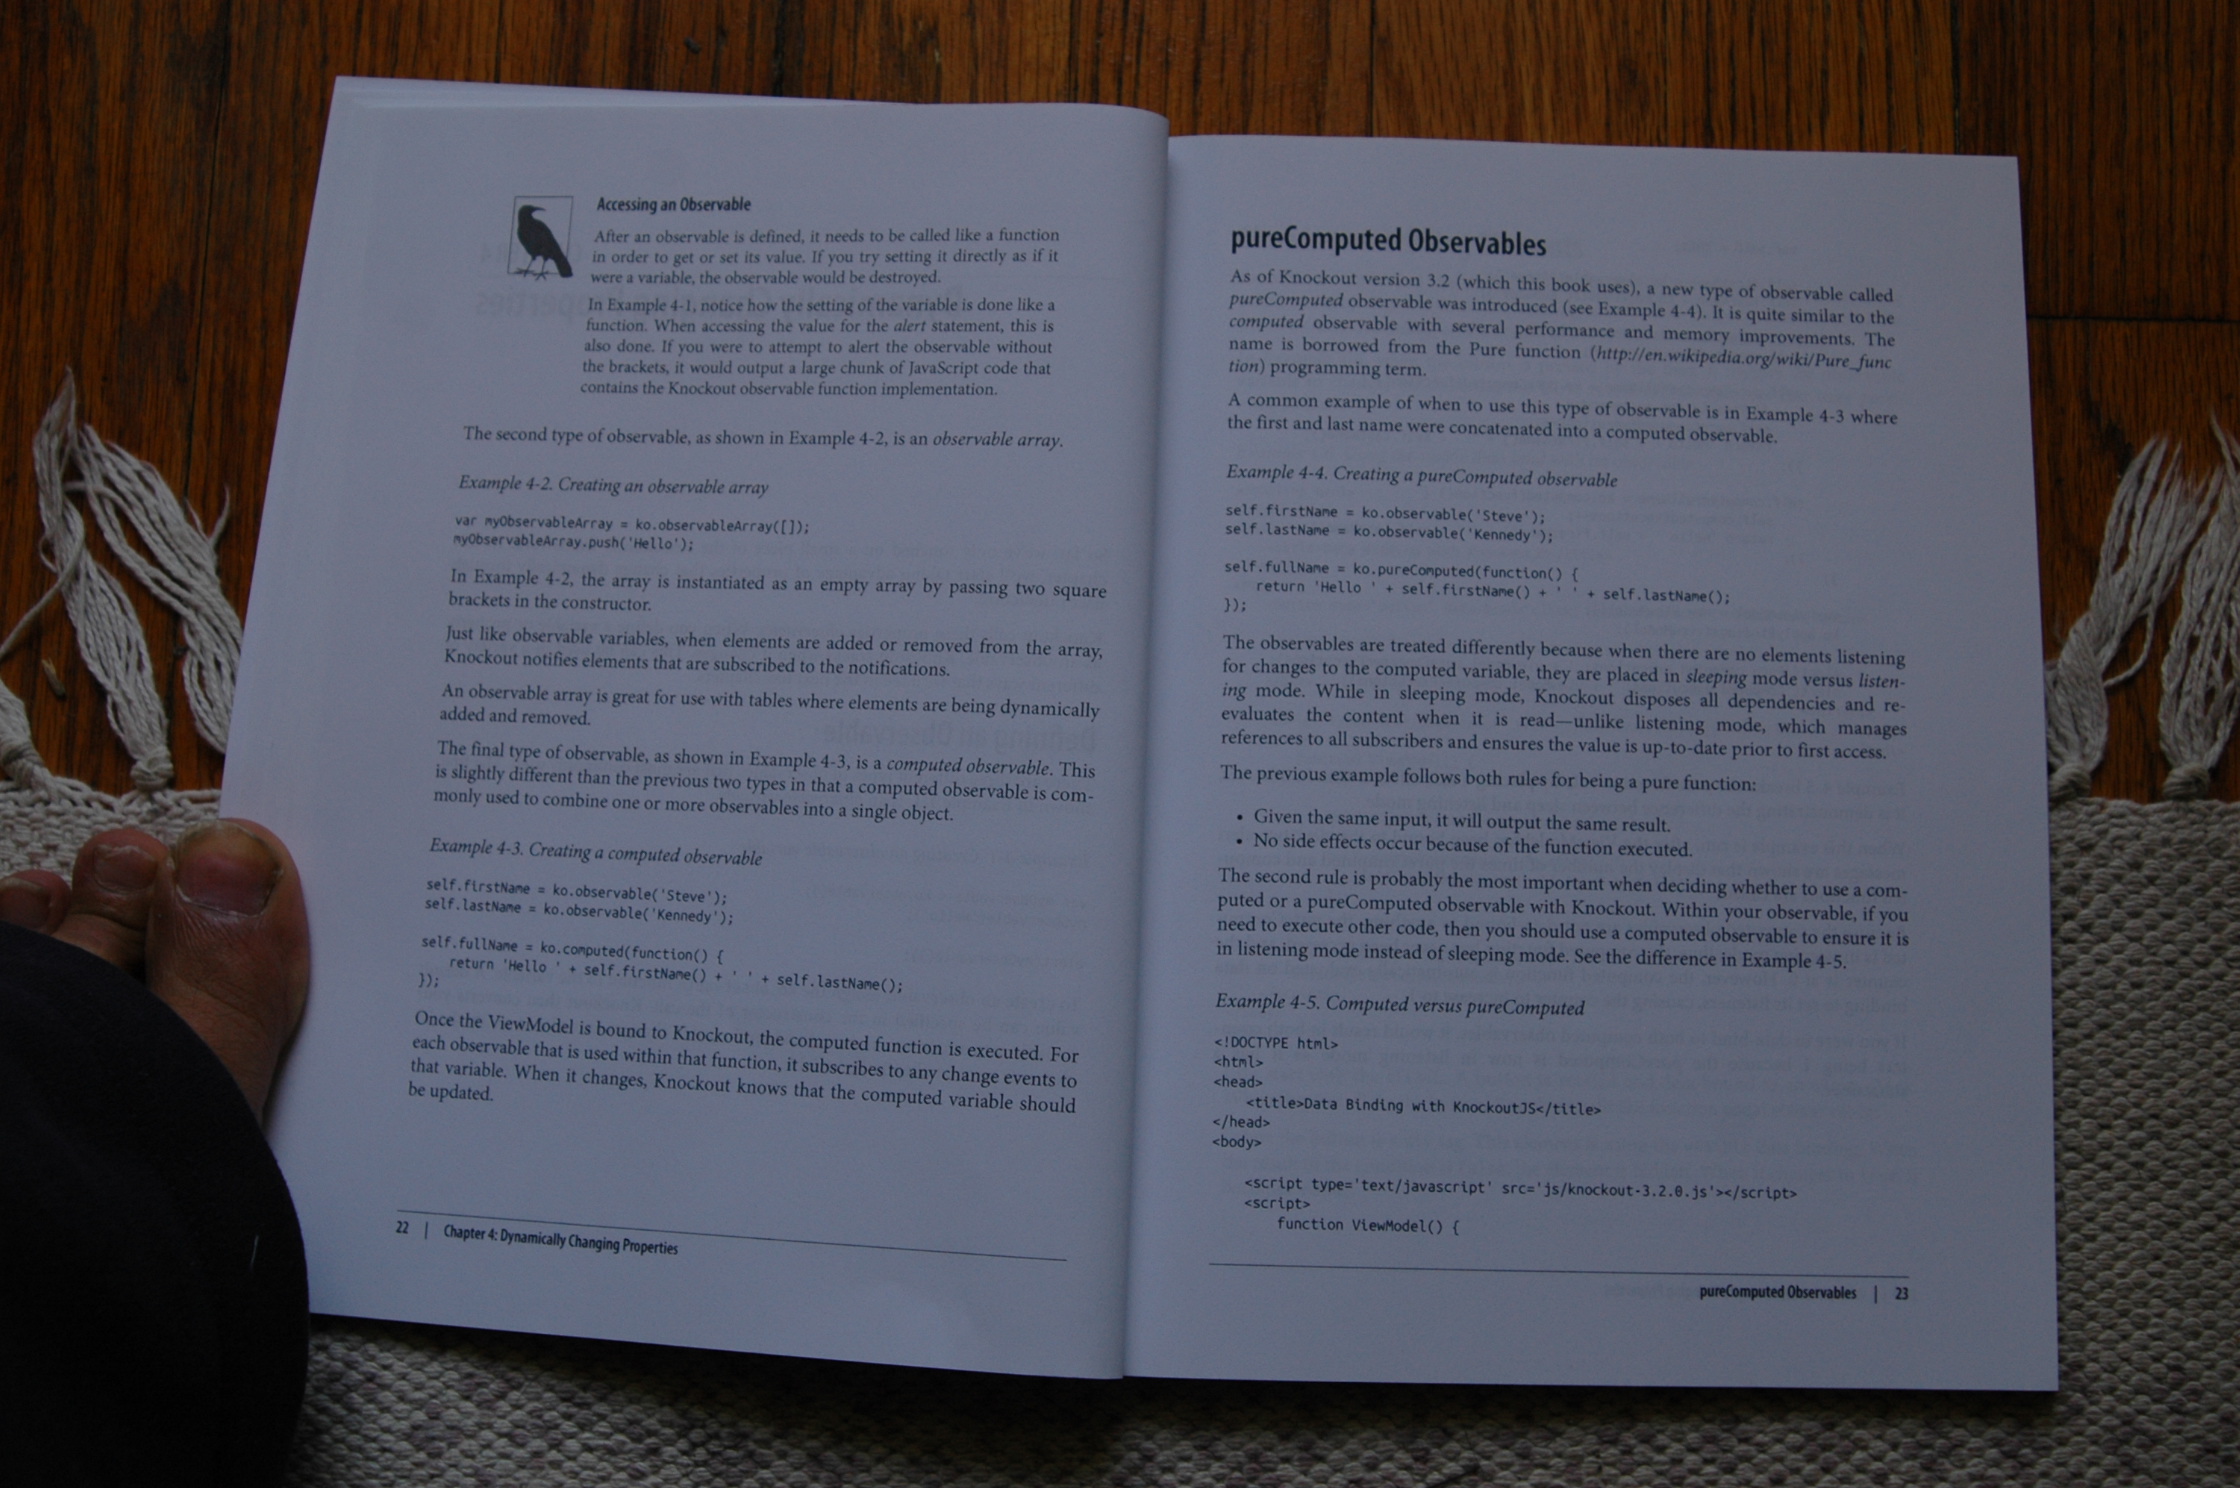 Accessing an Observable
After an observable is defined, it needs to be called like a function
in order to get or set its value. If you try setting it directly as if it
were a variable, the observable would be destroyed.
In Example 4-1, notice how the setting of the variable is done like a
function. When accessing the value for the alert statement, this is
also done. If you were to attempt to alert the observable without
the brackets, it would output a large chunk of JavaScript code that
contains the Knockout observable function implementation.
The second type of observable, as shown in Example 4-2, is an observable array.
Example 4-2. Creating an observable array
var myObservableArray = ko.observableArray([]);
myObservableArray.push('Hello');
In Example 4-2, the array is instantiated as an empty array by passing two square
brackets in the constructor.
Just like observable variables, when elements are added or removed from the array,
Knockout notifies elements that are subscribed to the notifications.
An observable array is great for use with tables where elements are being dynamically
added and removed.
The final type of observable, as shown in Example 4-3, is a computed observable. This
is slightly different than the previous two types in that a computed observable is com-
monly used to combine one or more observables into a single object.
Example 4-3. Creating a computed observable
self.firstName = ko.observable('Steve');
self.lastName = ko.observable('Kennedy');
self.fullName = ko.computed(function() {
return 'Hello ' + self.firstName() + ' ' + self.lastName();
});
Once the ViewModel is bound to Knockout, the computed function is executed. For
each observable that is used within that function, it subscribes to any change events to
that variable. When it changes, Knockout knows that the computed variable should
be updated.
22 | Chapter 4: Dynamically Changing Properties
pureComputed Observables
As of Knockout version 3.2 (which this book uses), a new type of observable called
pureComputed observable was introduced (see Example 4-4). It is quite similar to the
computed observable with several performance and memory improvements. The
name is borrowed from the Pure function (http://en.wikipedia.org/wiki/Pure_func
tion) programming term.
A common example of when to use this type of observable is in Example 4-3 where
the first and last name were concatenated into a computed observable.
Example 4-4. Creating a pureComputed observable
self.firstName = ko.observable('Steve');
self.lastName = ko.observable('Kennedy');
self.fullName = ko.pureComputed(function() {
return 'Hello ' + self.firstName() + ' ' + self.lastName();
});
The observables are treated differently because when there are no elements listening
for changes to the computed variable, they are placed in sleeping mode versus listen-
ing mode. While in sleeping mode, Knockout disposes all dependencies and re-
evaluates the content when it is read—unlike listening mode, which manages
references to all subscribers and ensures the value is up-to-date prior to first access.
The previous example follows both rules for being a pure function:
• Given the same input, it will output the same result.
• No side effects occur because of the function executed.
The second rule is probably the most important when deciding whether to use a com-
puted or a pureComputed observable with Knockout. Within your observable, if you
need to execute other code, then you should use a computed observable to ensure it is
in listening mode instead of sleeping mode. See the difference in Example 4-5.
Example 4-5. Computed versus pureComputed
<!DOCTYPE html>
<html>
<head>
<title>Data Binding with KnockoutJS</title>
</head>
<body>
<script type='text/javascript' src='js/knockout-3.2.0.js'></script>
<script>
function ViewModel() {
pureComputed Observables | 23